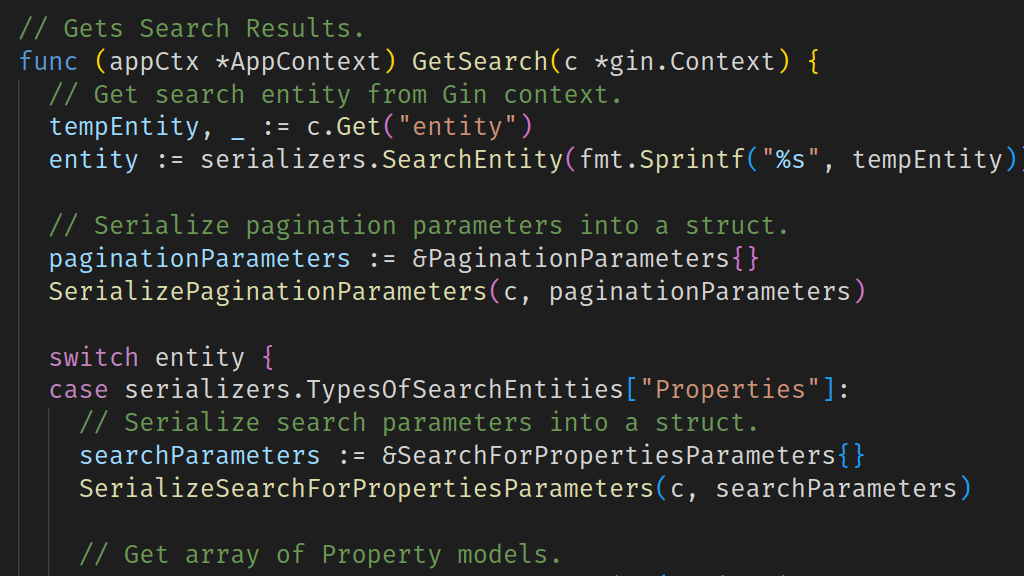 // Gets Search Results.
func (appCtx *AppContext) GetSearch(c *gin.Context) {
// Get search entity from Gin context.
tempEntity, _ := c.Get("entity")
entity := serializers.SearchEntity(fmt.Sprintf("%s", tempEntity))
// Serialize pagination parameters into a struct.
paginationParameters := &PaginationParameters{}
SerializePaginationParameters(c, paginationParameters)
switch entity {
case serializers.TypesOfSearchEntities["Properties"]:
// Serialize search parameters into a struct.
searchParameters := &SearchForPropertiesParameters{}
SerializeSearchForPropertiesParameters(c, searchParameters)
// Get array of Property models.